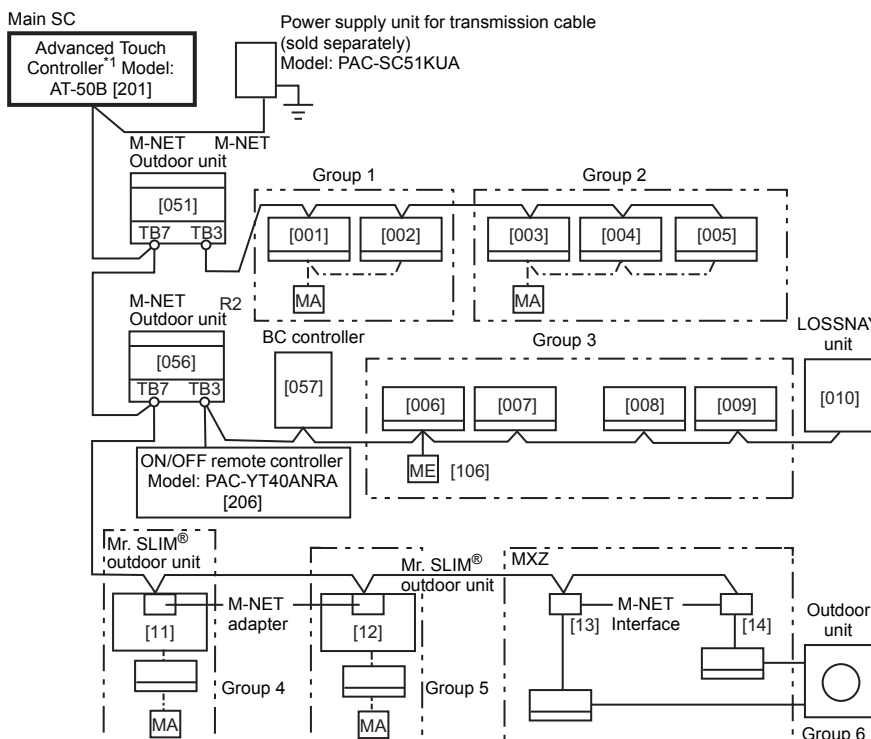 Main SC
Advanced Touch
Controller*1 Model:
AT-50B [201]
Power supply unit for transmission cable
(sold separately)
Model: PAC-SC51KUA
M-NET
M-NET
Outdoor unit
[051]
TB7
TB3
Group 1
[001]
[002]
MA
Group 2
[003]
[004]
[005]
MA
M-NET
R2
Outdoor unit
[056]
TB7
TB3
BC controller
[057]
Group 3
[006]
[007]
[008]
[009]
ME
[106]
LOSSNAY
unit
[010]
ON/OFF remote controller
Model: PAC-YT40ANRA
[206]
Mr. SLIM®
outdoor unit
[11]
M-NET
adapter
Group 4
MA
Mr. SLIM®
outdoor unit
[12]
Group 5
MA
MXZ
[13]
M-NET
Interface
[14]
Outdoor
unit
Group 6